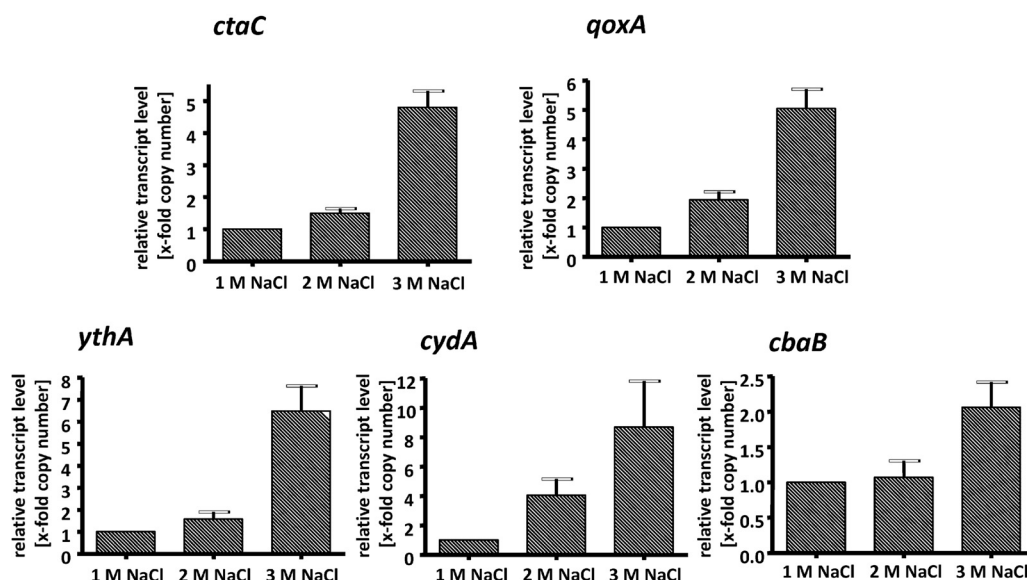 ctaC
relative transcript level
[x-fold copy number]
5
4
3
2
1
0
1 M NaCl 2 M NaCl 3 M NaCl
qoxA
relative transcript level
[x-fold copy number]
6
5
4
3
2
1
0
1 M NaCl 2 M NaCl 3 M NaCl
ythA
relative transcript level
[x-fold copy number]
8
7
6
5
4
3
2
1
0
1 M NaCl 2 M NaCl 3 M NaCl
cydA
relative transcript level
[x-fold copy number]
12
10
8
6
4
2
0
1 M NaCl 2 M NaCl 3 M NaCl
cbaB
relative transcript level
[x-fold copy number]
2.5
2.0
1.5
1.0
0.5
0.0
1 M NaCl 2 M NaCl 3 M NaCl